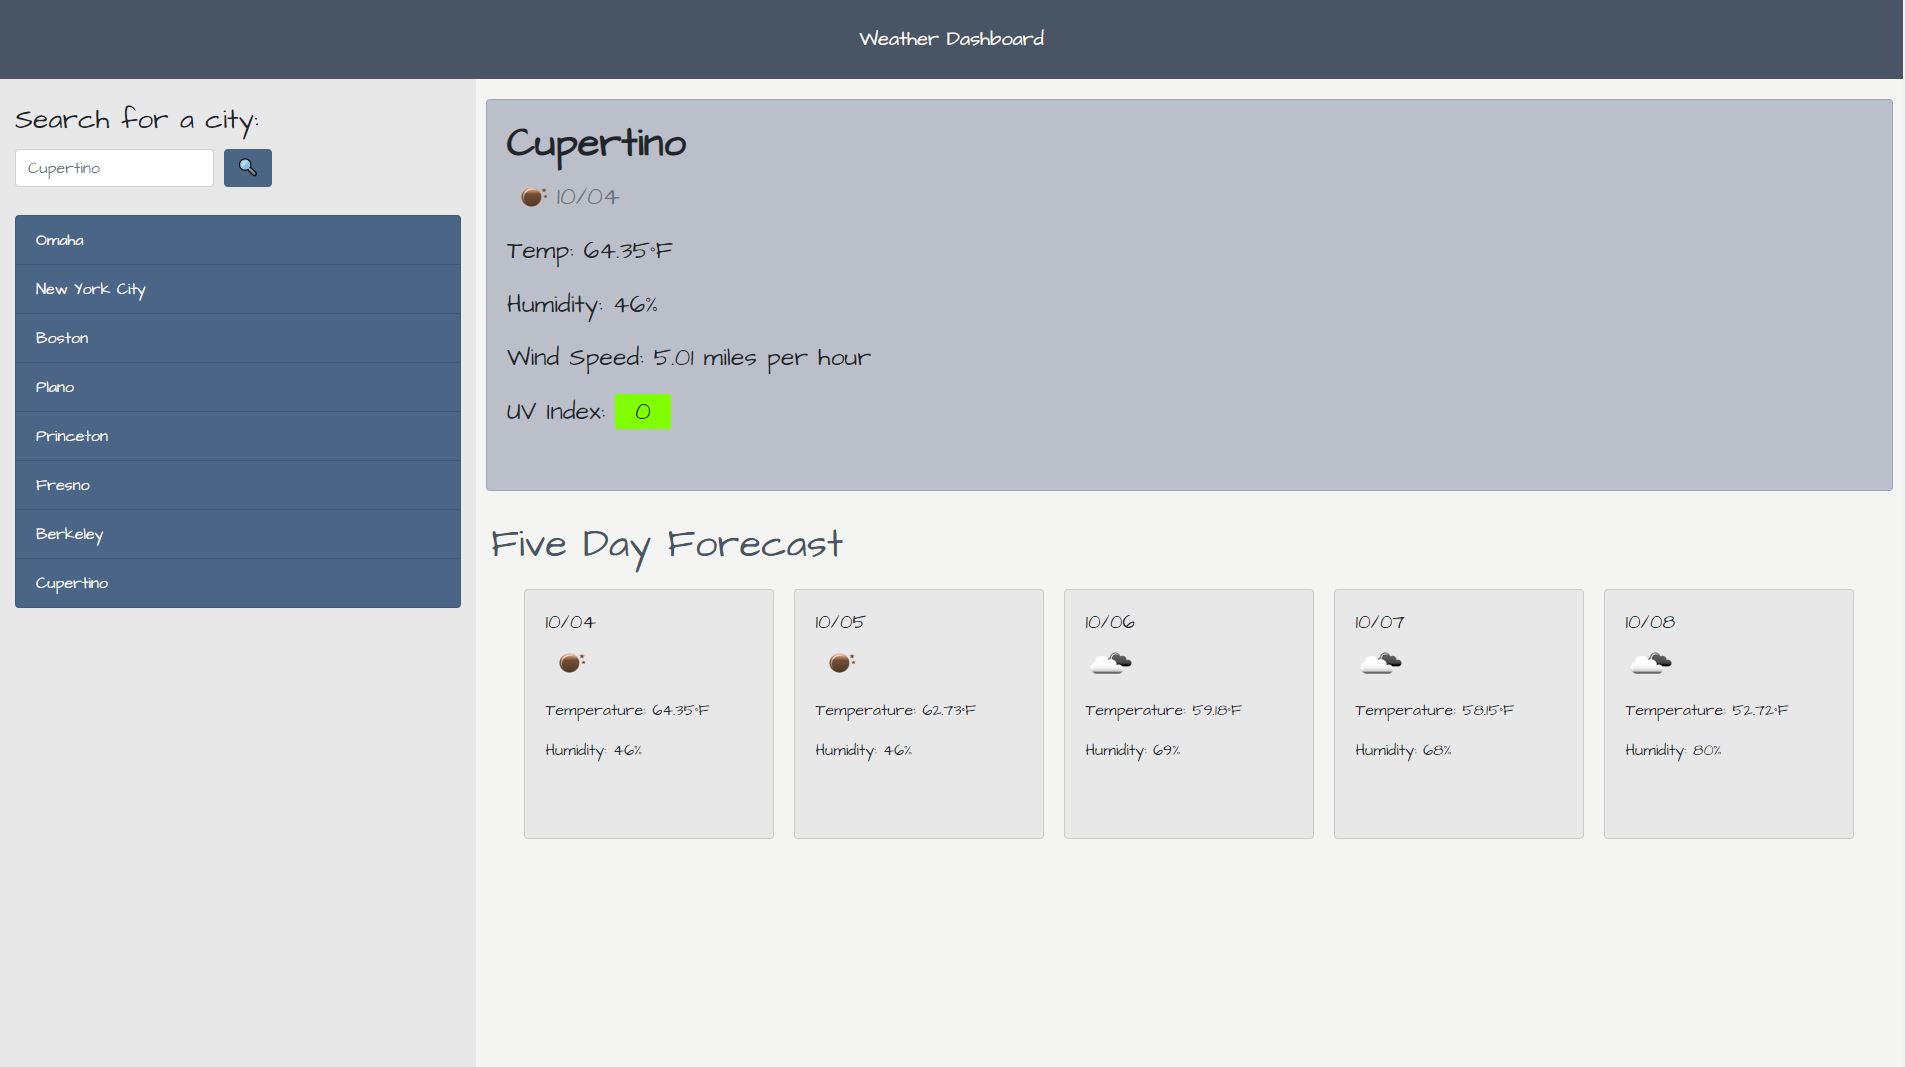 Weather Dashboard
Search for a city:
Cupertino
Omaha
New York City
Boston
Plano
Princeton
Fresno
Berkeley
Cupertino
Cupertino
10/04
Temp: 64.35°F
Humidity: 46%
Wind Speed: 5.01 miles per hour
UV Index: 0
Five Day Forecast
10/04
Temperature: 64.35°F
Humidity: 46%
10/05
Temperature: 62.73°F
Humidity: 46%
10/06
Temperature: 59.18°F
Humidity: 69%
10/07
Temperature: 58.15°F
Humidity: 68%
10/08
Temperature: 52.72°F
Humidity: 80%